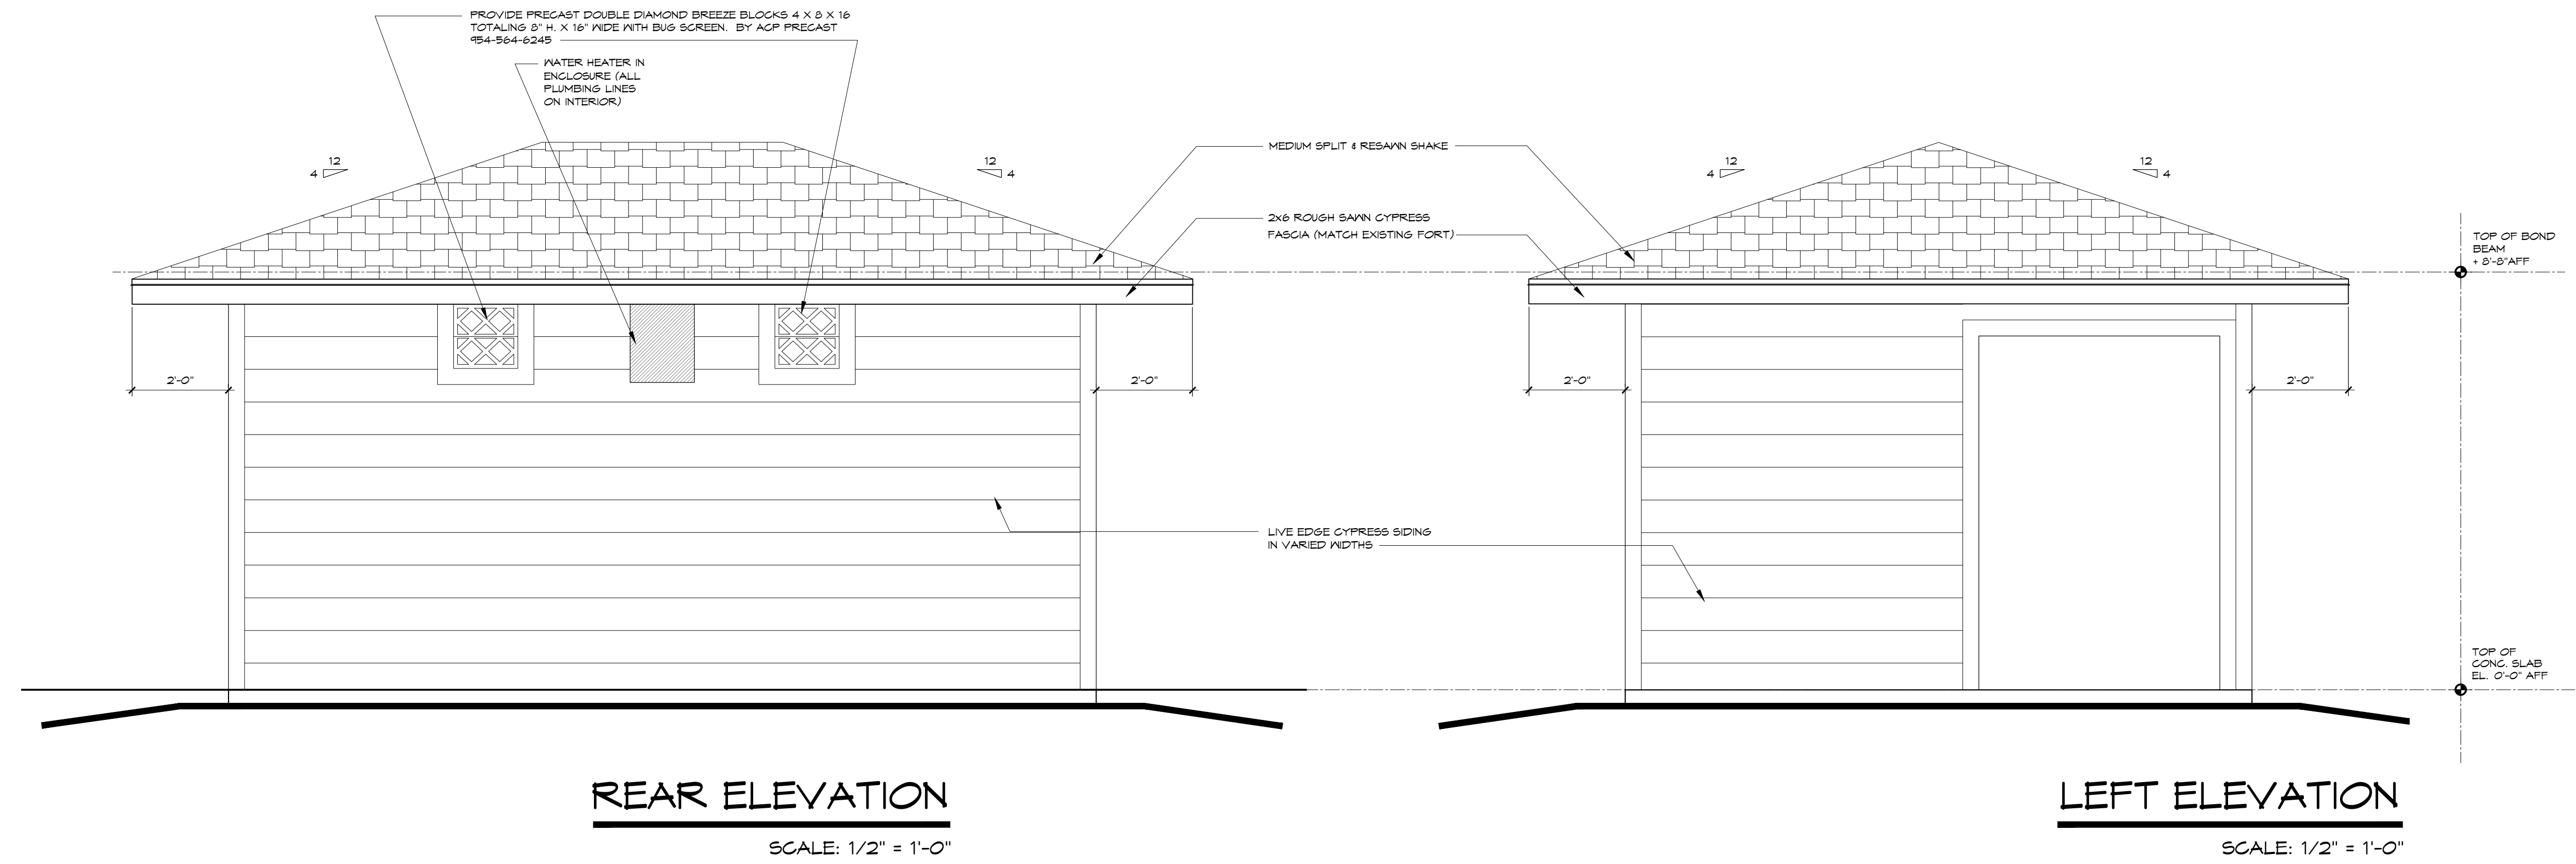 PROVIDE PRECAST DOUBLE DIAMOND BREEZE BLOCKS 4 X 8 X 16
TOTALING 8" H. X 16" WIDE WITH BUG SCREEN. BY ACP PRECAST
954-564-6245
WATER HEATER IN
ENCLOSURE (ALL
PLUMBING LINES
ON INTERIOR)
12
4
12
4
MEDIUM SPLIT & RESAWN SHAKE
12
4
12
4
2x6 ROUGH SAWN CYPRESS
FASCIA (MATCH EXISTING FORT)
TOP OF BOND
BEAM
+ 8'-8"AFF
2'-0"
2'-0"
2'-0"
2'-0"
LIVE EDGE CYPRESS SIDING
IN VARIED WIDTHS
TOP OF
CONC. SLAB
EL. 0'-0" AFF
REAR ELEVATION
SCALE: 1/2" = 1'-0"
LEFT ELEVATION
SCALE: 1/2" = 1'-0"